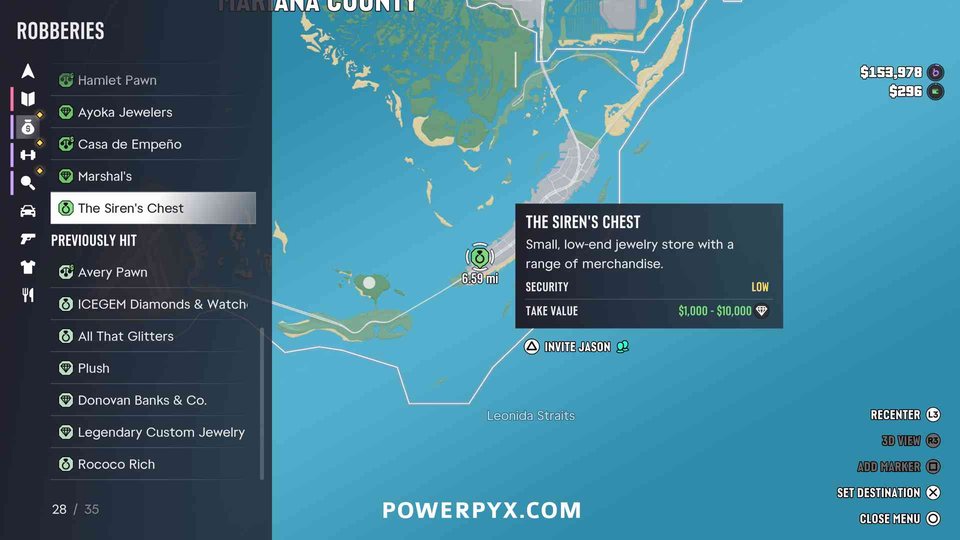 MARIANA COUNTY
ROBBERIES
$153,978
$296
Hamlet Pawn
Ayoka Jewelers
Casa de Empeño
Marshal's
The Siren's Chest
PREVIOUSLY HIT
Avery Pawn
ICEGEM Diamonds & Watch
All That Glitters
Plush
Donovan Banks & Co.
Legendary Custom Jewelry
Rococo Rich
28 / 35
6.59 mi
THE SIREN'S CHEST
Small, low-end jewelry store with a
range of merchandise.
SECURITY LOW
TAKE VALUE $1,000 - $10,000
INVITE JASON
Leonida Straits
RECENTER L3
3D VIEW R3
ADD MARKER
SET DESTINATION
CLOSE MENU
POWERPYX.COM